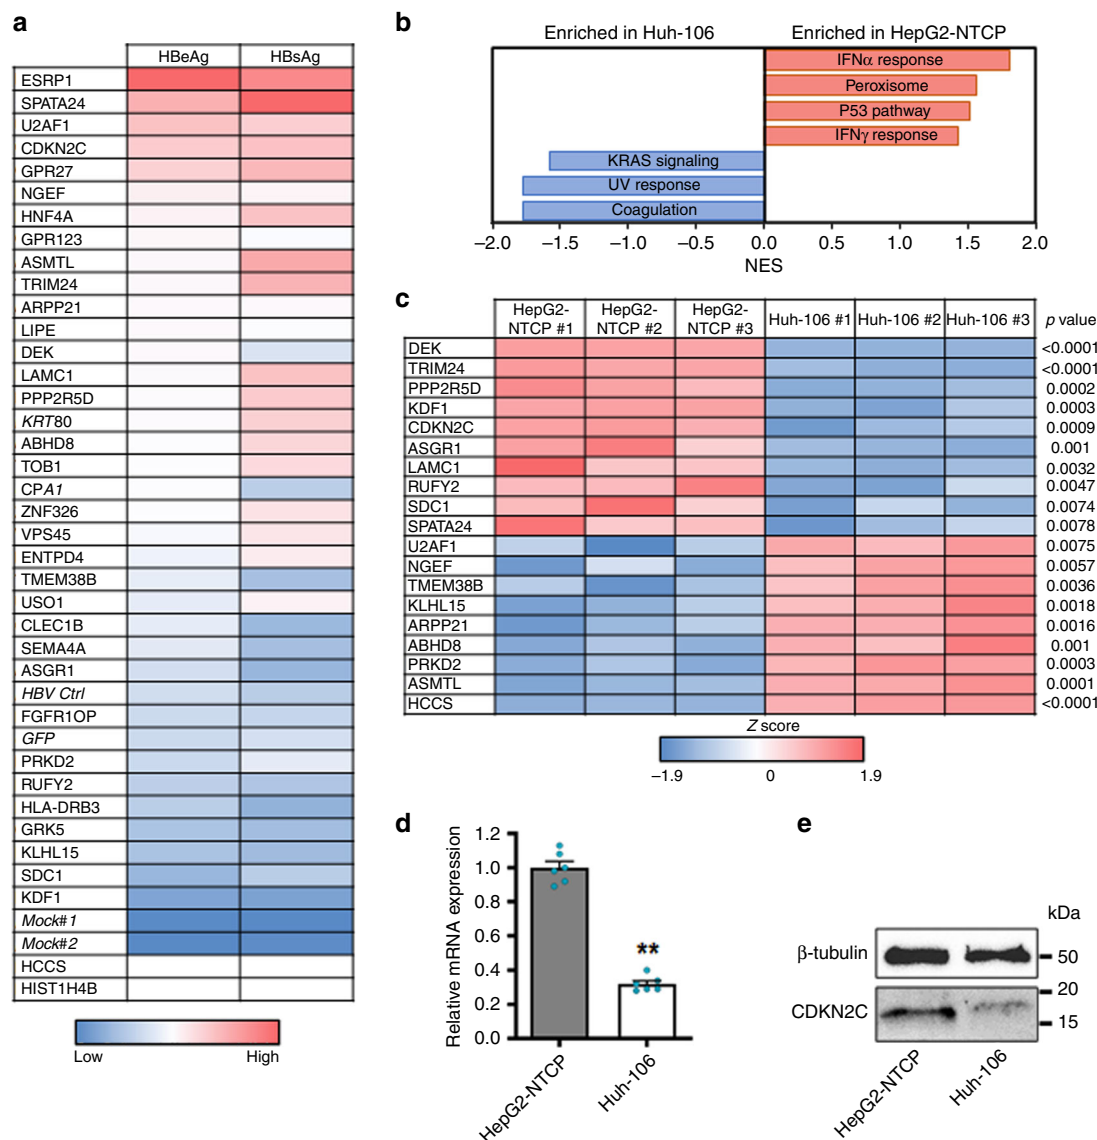 a
HBeAg HBsAg
ESRP1
SPATA24
U2AF1
CDKN2C
GPR27
NGEF
HNF4A
GPR123
ASMTL
TRIM24
ARPP21
LIPE
DEK
LAMC1
PPP2R5D
KRT80
ABHD8
TOB1
CPA1
ZNF326
VPS45
ENTPD4
TMEM38B
USO1
CLEC1B
SEMA4A
ASGR1
HBV Ctrl
FGFR1OP
GFP
PRKD2
RUFY2
HLA-DRB3
GRK5
KLHL15
SDC1
KDF1
Mock#1
Mock#2
HCCS
HIST1H4B
Low High
b
Enriched in Huh-106 Enriched in HepG2-NTCP
IFNα response
Peroxisome
P53 pathway
IFNγ response
KRAS signaling
UV response
Coagulation
−2.0 −1.5 −1.0 −0.5 0.0 0.5 1.0 1.5 2.0
NES
c
HepG2-NTCP #1 HepG2-NTCP #2 HepG2-NTCP #3 Huh-106 #1 Huh-106 #2 Huh-106 #3 p value
DEK <0.0001
TRIM24 <0.0001
PPP2R5D 0.0002
KDF1 0.0003
CDKN2C 0.0009
ASGR1 0.001
LAMC1 0.0032
RUFY2 0.0047
SDC1 0.0074
SPATA24 0.0078
U2AF1 0.0075
NGEF 0.0057
TMEM38B 0.0036
KLHL15 0.0018
ARPP21 0.0016
ABHD8 0.001
PRKD2 0.0003
ASMTL 0.0001
HCCS <0.0001
Z score
−1.9 0 1.9
d
Relative mRNA expression
1.2
1.0
0.8
0.6
0.4
0.2
0.0
**
HepG2-NTCP Huh-106
e
kDa
β-tubulin 50
20
CDKN2C
15
HepG2-NTCP Huh-106